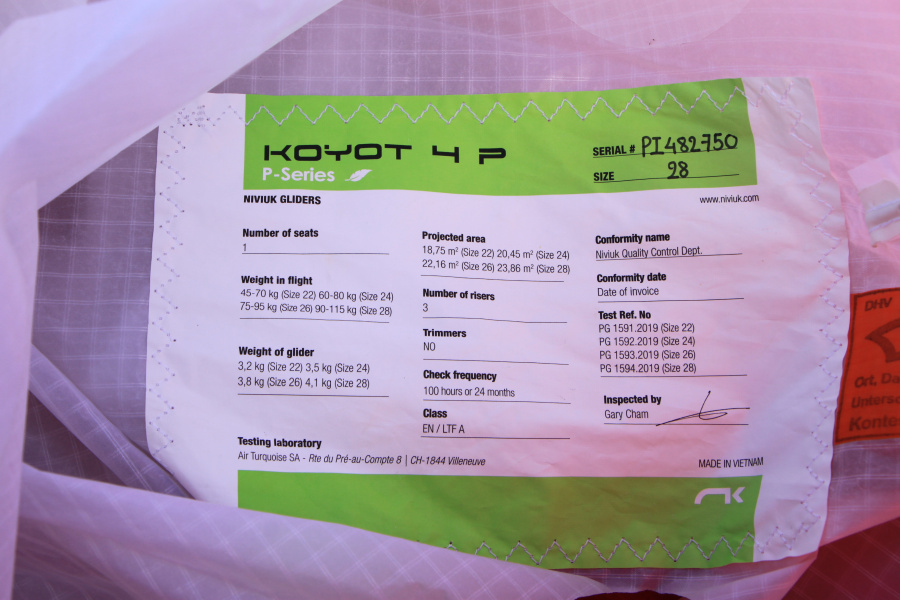 KOYOT 4 P
P-Series
SERIAL # PI482750
SIZE 28
NIVIUK GLIDERS
www.niviuk.com
Number of seats
1
Weight in flight
45-70 kg (Size 22) 60-80 kg (Size 24)
75-95 kg (Size 26) 90-115 kg (Size 28)
Weight of glider
3,2 kg (Size 22) 3,5 kg (Size 24)
3,8 kg (Size 26) 4,1 kg (Size 28)
Projected area
18,75 m² (Size 22) 20,45 m² (Size 24)
22,16 m² (Size 26) 23,86 m² (Size 28)
Number of risers
3
Trimmers
NO
Check frequency
100 hours or 24 months
Class
EN / LTF A
Conformity name
Niviuk Quality Control Dept.
Conformity date
Date of invoice
Test Ref. No
PG 1591.2019 (Size 22)
PG 1592.2019 (Size 24)
PG 1593.2019 (Size 26)
PG 1594.2019 (Size 28)
Inspected by
Gary Cham
Testing laboratory
Air Turquoise SA - Rte du Pré-au-Compte 8 | CH-1844 Villeneuve
MADE IN VIETNAM
DHV
Ort, Da
Untersc
Kontr